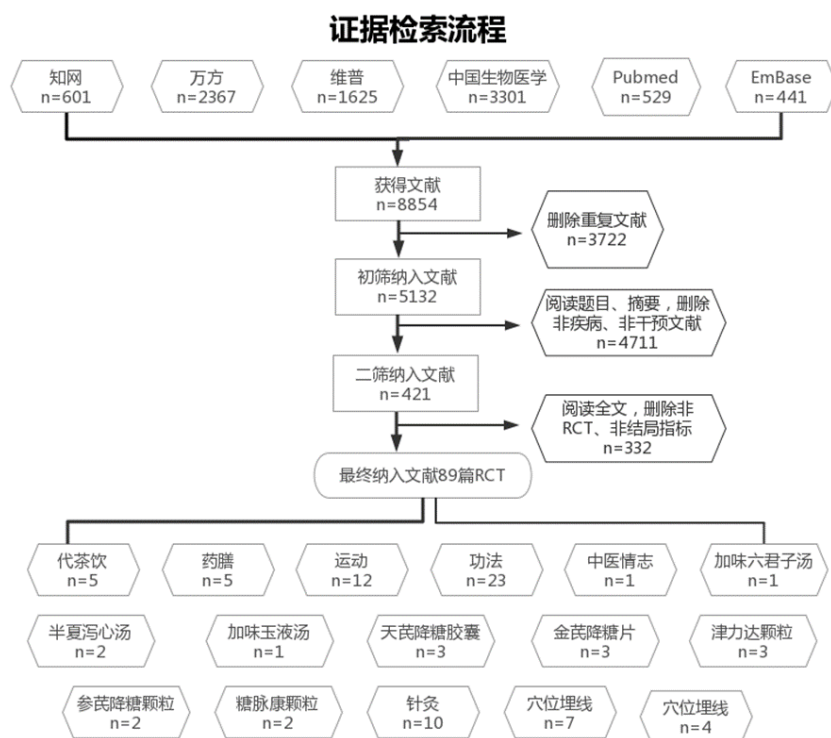 证据检索流程
知网
n=601
万方
n=2367
维普
n=1625
中国生物医学
n=3301
Pubmed
n=529
EmBase
n=441
获得文献
n=8854
删除重复文献
n=3722
初筛纳入文献
n=5132
阅读题目、摘要，删除
非疾病、非干预文献
n=4711
二筛纳入文献
n=421
阅读全文，删除非
RCT、非结局指标
n=332
最终纳入文献89篇RCT
代茶饮
n=5
药膳
n=5
运动
n=12
功法
n=23
中医情志
n=1
加味六君子汤
n=1
半夏泻心汤
n=2
加味玉液汤
n=1
天芪降糖胶囊
n=3
金芪降糖片
n=3
津力达颗粒
n=3
参芪降糖颗粒
n=2
糖脉康颗粒
n=2
针灸
n=10
穴位埋线
n=7
穴位埋线
n=4